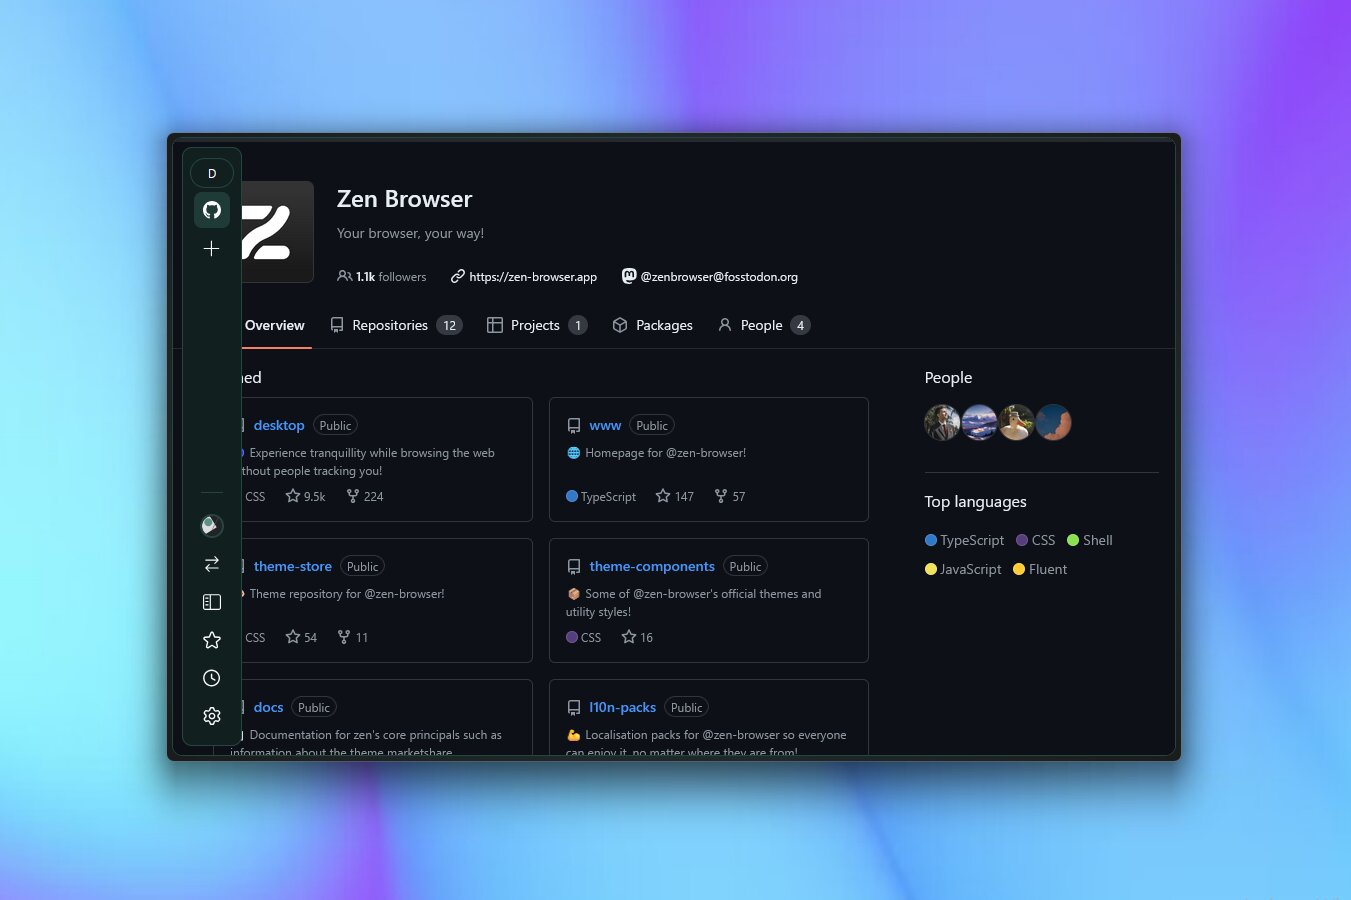 D
Zen Browser
Your browser, your way!
1.1k followers https://zen-browser.app @zenbrowser@fosstodon.org
Overview Repositories 12 Projects 1 Packages People 4
People
desktop Public
Experience tranquillity while browsing the web
people tracking you!
CSS 9.5k 224
www Public
Homepage for @zen-browser!
TypeScript 147 57
Top languages
TypeScript CSS Shell
JavaScript Fluent
theme-store Public
Theme repository for @zen-browser!
CSS 54 11
theme-components Public
Some of @zen-browser's official themes and
utility styles!
CSS 16
docs Public
Documentation for zen's core principals such as
information about the theme marketshare
l10n-packs Public
Localisation packs for @zen-browser so everyone
can enjoy it, no matter where they are from!